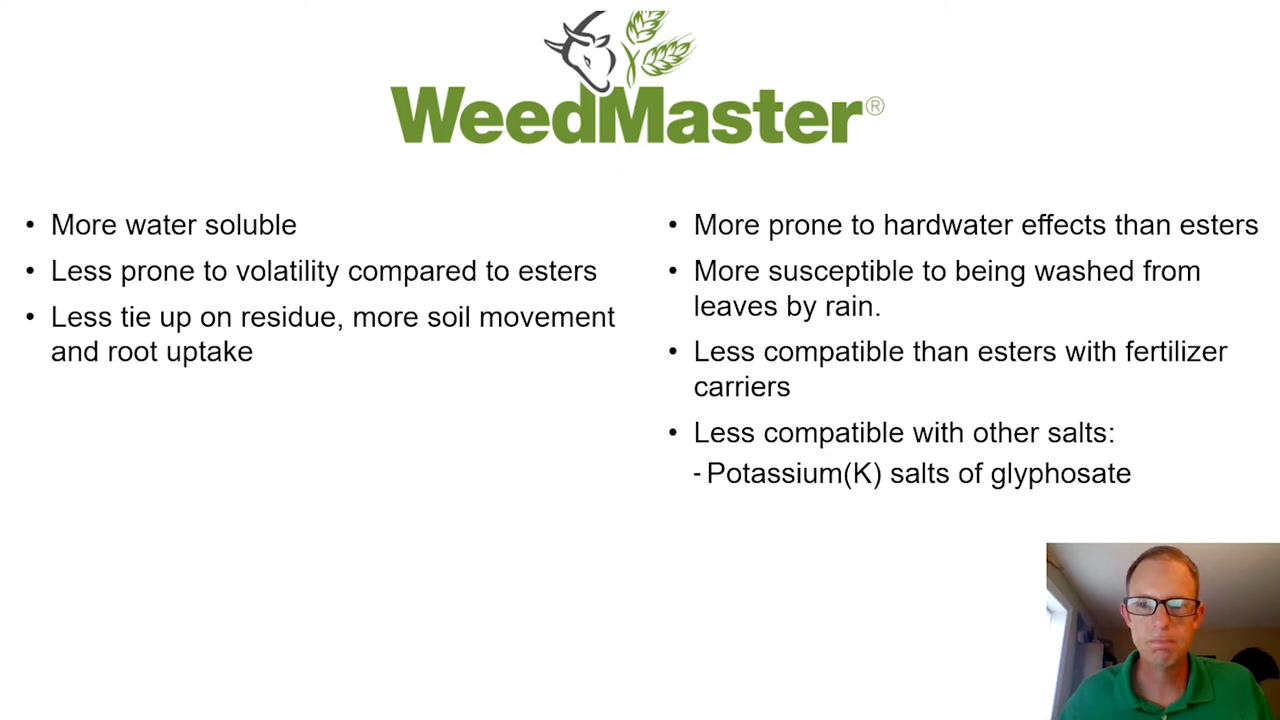 WeedMaster®
• More water soluble
• Less prone to volatility compared to esters
• Less tie up on residue, more soil movement
and root uptake
• More prone to hardwater effects than esters
• More susceptible to being washed from
leaves by rain.
• Less compatible than esters with fertilizer
carriers
• Less compatible with other salts:
- Potassium(K) salts of glyphosate